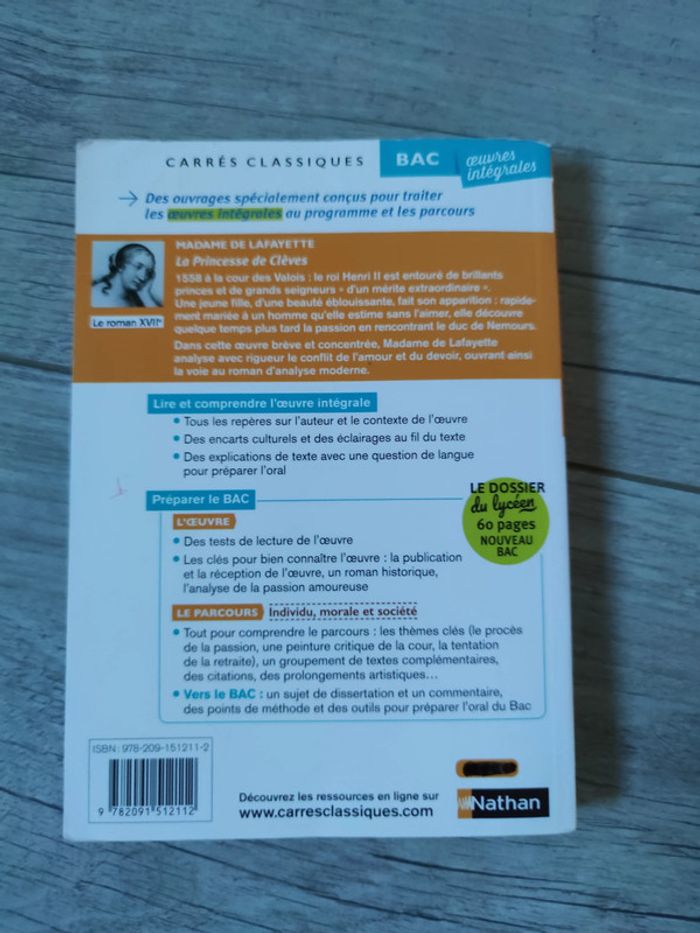 CARRÉS CLASSIQUES BAC œuvres intégrales
→ Des ouvrages spécialement conçus pour traiter
les œuvres intégrales au programme et les parcours
MADAME DE LAFAYETTE
La Princesse de Clèves
1558 à la cour des Valois : le roi Henri II est entouré de brillants
princes et de grands seigneurs « d'un mérite extraordinaire ».
Une jeune fille, d'une beauté éblouissante, fait son apparition : rapide-
ment mariée à un homme qu'elle estime sans l'aimer, elle découvre
quelque temps plus tard la passion en rencontrant le duc de Nemours.
Dans cette œuvre brève et concentrée, Madame de Lafayette
analyse avec rigueur le conflit de l'amour et du devoir, ouvrant ainsi
la voie au roman d'analyse moderne.
Le roman XVIIe
Lire et comprendre l'œuvre intégrale
• Tous les repères sur l'auteur et le contexte de l'œuvre
• Des encarts culturels et des éclairages au fil du texte
• Des explications de texte avec une question de langue
pour préparer l'oral
LE DOSSIER
du lycéen
60 pages
NOUVEAU
BAC
Préparer le BAC
L'ŒUVRE
• Des tests de lecture de l'œuvre
• Les clés pour bien connaître l'œuvre : la publication
et la réception de l'œuvre, un roman historique,
l'analyse de la passion amoureuse
LE PARCOURS Individu, morale et société
• Tout pour comprendre le parcours : les thèmes clés (le procès
de la passion, une peinture critique de la cour, la tentation
de la retraite), un groupement de textes complémentaires,
des citations, des prolongements artistiques...
• Vers le BAC : un sujet de dissertation et un commentaire,
des points de méthode et des outils pour préparer l'oral du Bac
ISBN : 978-209-151211-2
9 782091 512112
Découvrez les ressources en ligne sur
www.carresclassiques.com
Nathan